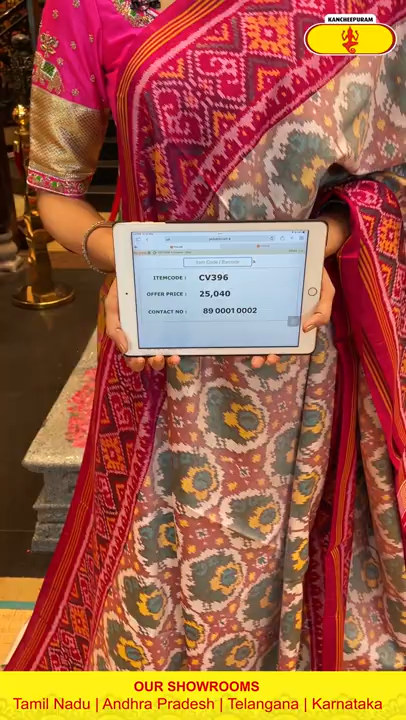 KANCHEEPURAM
Item Code / Barcode
ITEMCODE : CV396
OFFER PRICE : 25,040
CONTACT NO : 89 0001 0002
OUR SHOWROOMS
Tamil Nadu | Andhra Pradesh | Telangana | Karnataka